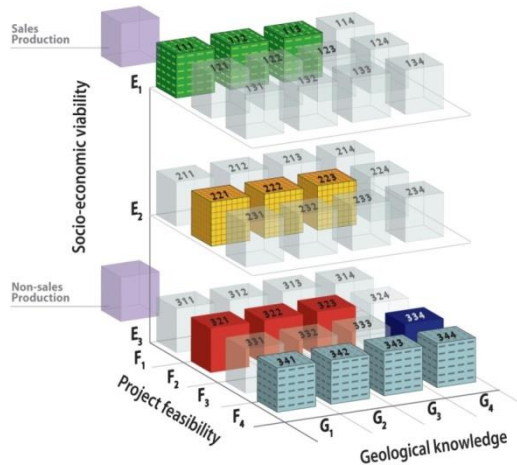 Sales
Production
114
113
112
111
124
123
122
121
134
133
132
131
E1
Socio-economic viability
214
213
212
211
224
223
222
221
234
233
232
231
E2
Non-sales
Production
314
313
312
311
324
323
322
321
334
333
332
331
344
343
342
341
E3
F1
F2
F3
F4
Project feasibility
G1
G2
G3
G4
Geological knowledge